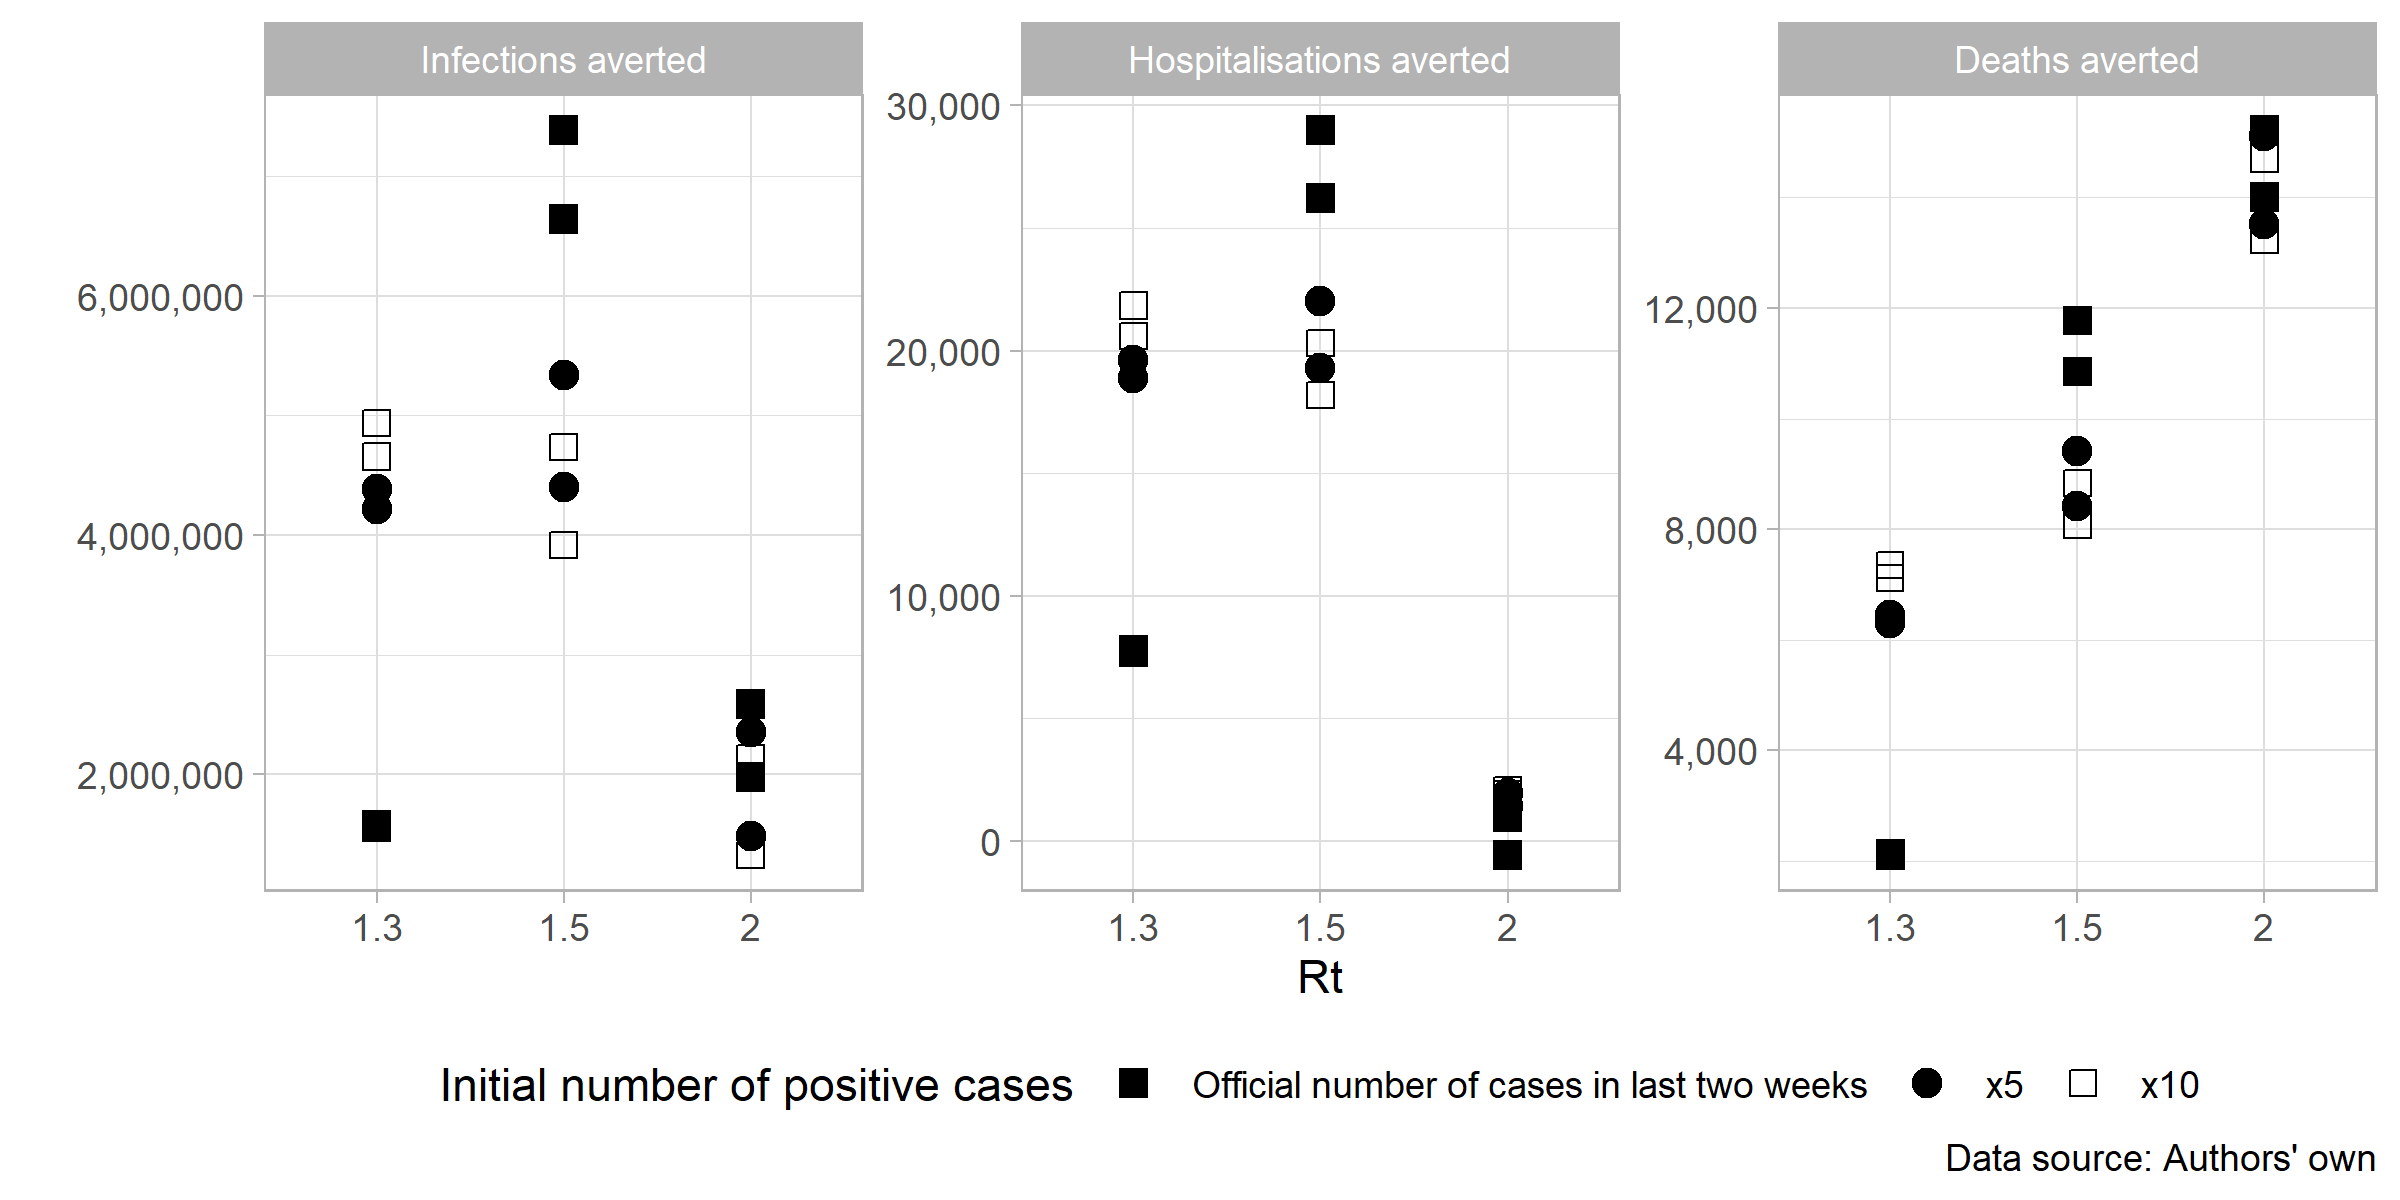 Infections averted
Hospitalisations averted
Deaths averted
6,000,000
4,000,000
2,000,000
30,000
20,000
10,000
0
12,000
8,000
4,000
1.3 1.5 2
1.3 1.5 2
1.3 1.5 2
Rt
Initial number of positive cases Official number of cases in last two weeks x5 x10
Data source: Authors' own